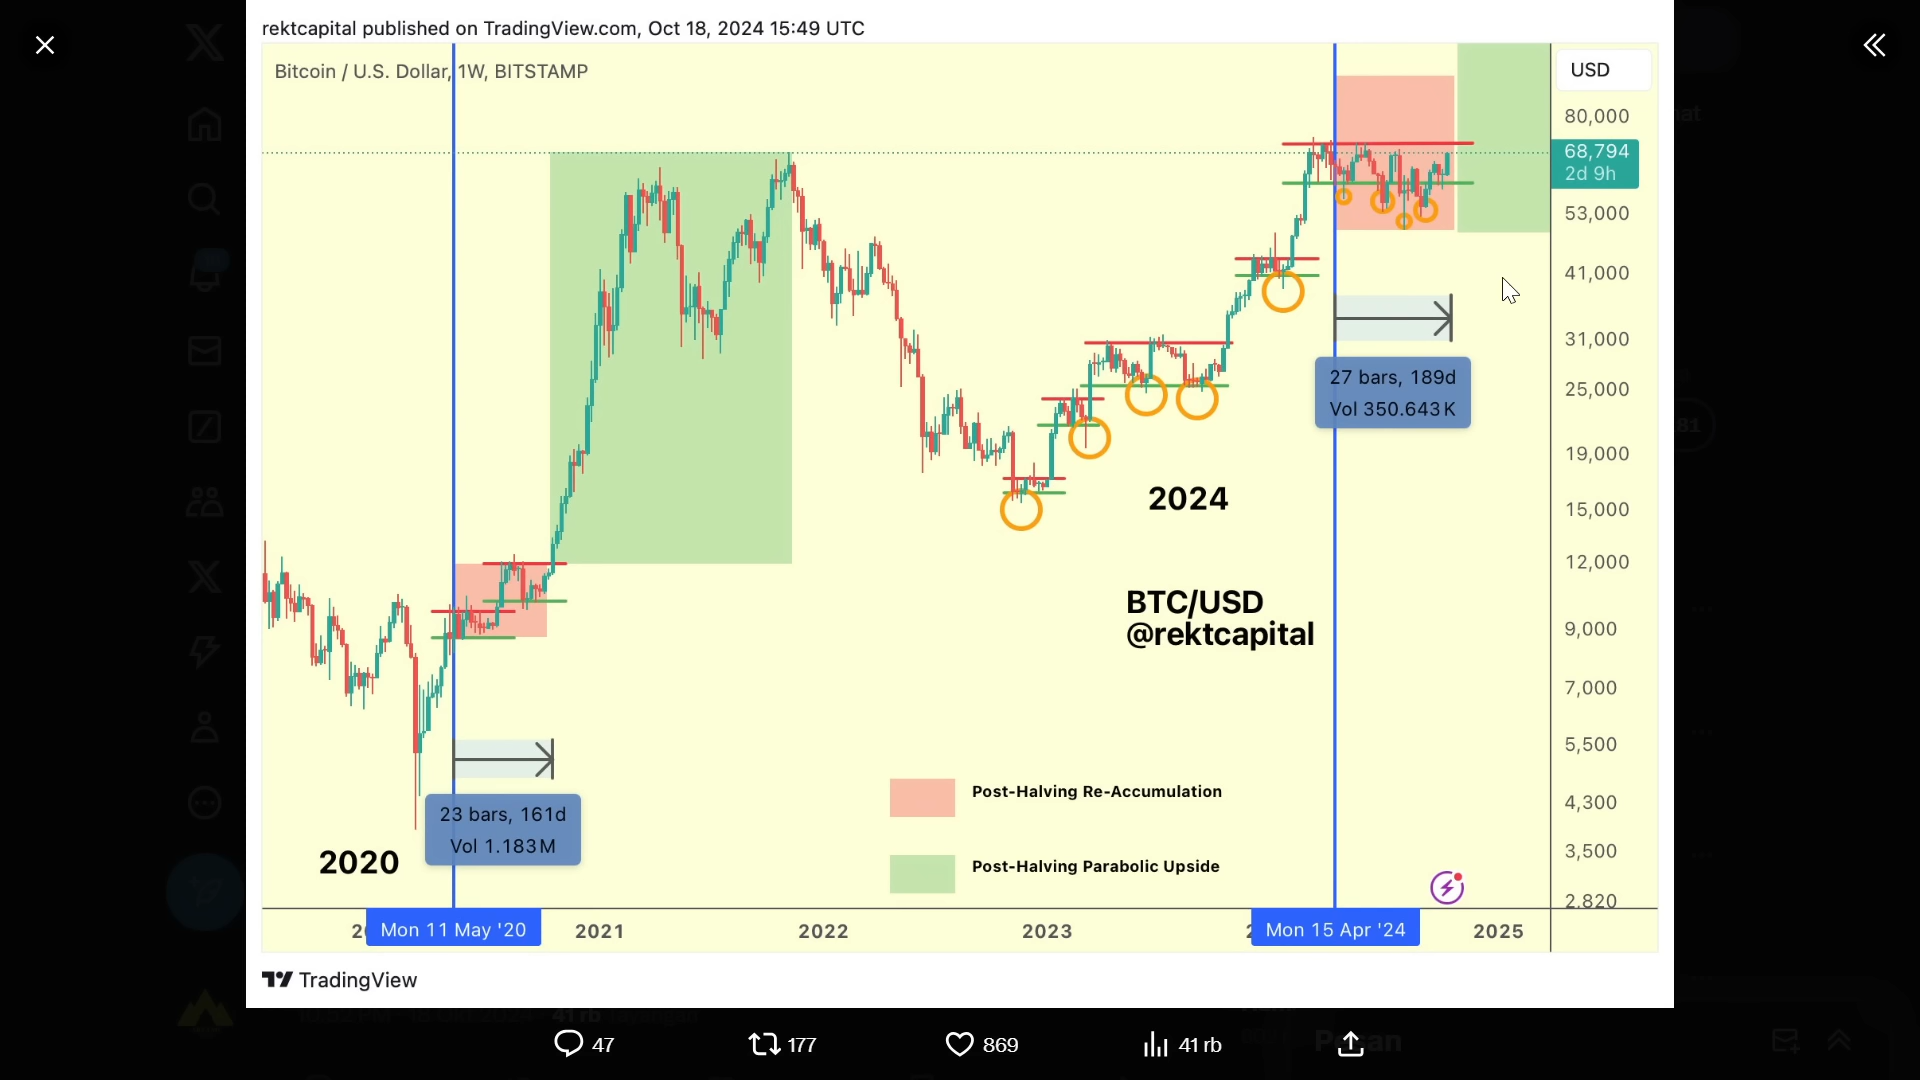 rektcapital published on TradingView.com, Oct 18, 2024 15:49 UTC
Bitcoin / U.S. Dollar, 1W, BITSTAMP
USD
80,000
68,794
2d 9h
53,000
41,000
31,000
25,000
19,000
15,000
12,000
9,000
7,000
5,500
4,300
3,500
2.820
27 bars, 189d
Vol 350.643K
2024
BTC/USD
@rektcapital
23 bars, 161d
Vol 1.183M
2020
Post-Halving Re-Accumulation
Post-Halving Parabolic Upside
Mon 11 May '20
2021
2022
2023
Mon 15 Apr '24
2025
TradingView
47
177
869
41 rb